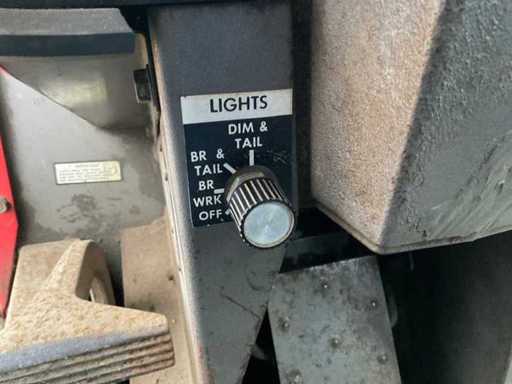 LIGHTS
DIM &
TAIL
BR &
TAIL
BR
WRK
OFF